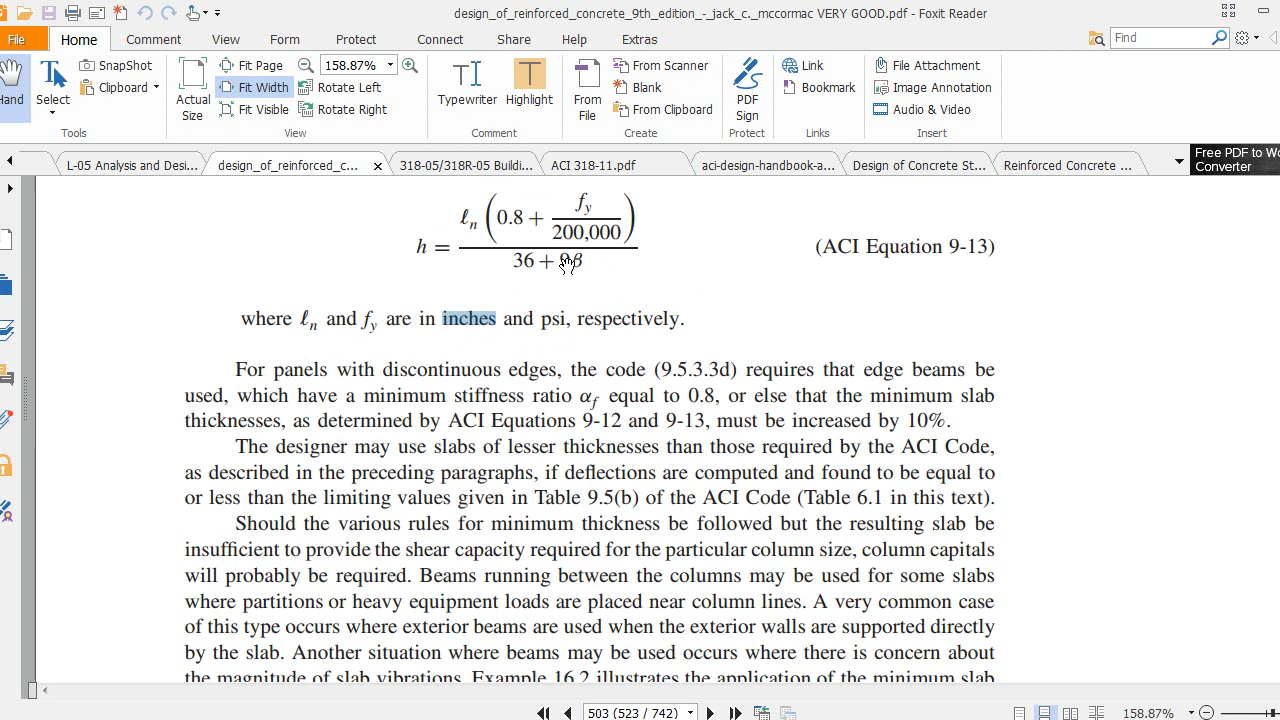 design_of_reinforced_concrete_9th_edition_-_jack_c._mccormac VERY GOOD.pdf - Foxit Reader
File Home Comment View Form Protect Connect Share Help Extras Find
SnapShot Fit Page 158.87% From Scanner Link File Attachment
Hand Select Clipboard Actual Size Fit Width Rotate Left Typewriter Highlight From File Blank PDF Sign Bookmark Image Annotation
Fit Visible Rotate Right From Clipboard Audio & Video
Tools View Comment Create Protect Links Insert
L-05 Analysis and Desi... design_of_reinforced_c... 318-05/318R-05 Buildi... ACI 318-11.pdf aci-design-handbook-a... Design of Concrete St... Reinforced Concrete ... Free PDF to Wo
Converter
h = ℓn (0.8 + fy / 200,000) / 36 + 9β (ACI Equation 9-13)
where ℓn and fy are in inches and psi, respectively.
For panels with discontinuous edges, the code (9.5.3.3d) requires that edge beams be
used, which have a minimum stiffness ratio αf equal to 0.8, or else that the minimum slab
thicknesses, as determined by ACI Equations 9-12 and 9-13, must be increased by 10%.
The designer may use slabs of lesser thicknesses than those required by the ACI Code,
as described in the preceding paragraphs, if deflections are computed and found to be equal to
or less than the limiting values given in Table 9.5(b) of the ACI Code (Table 6.1 in this text).
Should the various rules for minimum thickness be followed but the resulting slab be
insufficient to provide the shear capacity required for the particular column size, column capitals
will probably be required. Beams running between the columns may be used for some slabs
where partitions or heavy equipment loads are placed near column lines. A very common case
of this type occurs where exterior beams are used when the exterior walls are supported directly
by the slab. Another situation where beams may be used occurs where there is concern about
the magnitude of slab vibrations. Example 16.2 illustrates the application of the minimum slab
503 (523 / 742) 158.87%